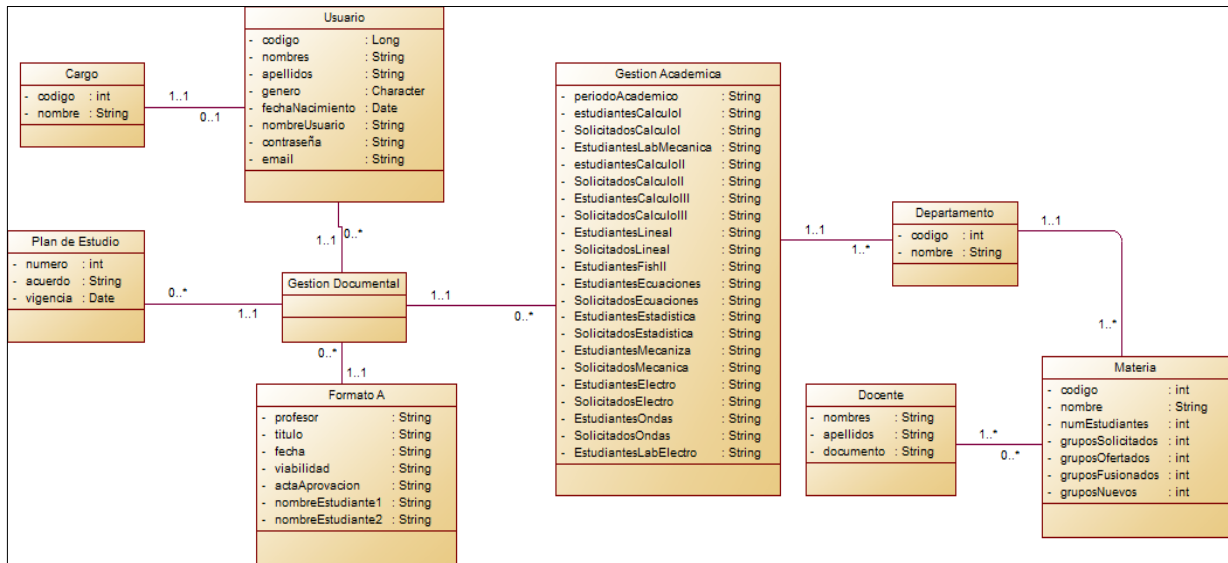 Usuario
- codigo : Long
- nombres : String
- apellidos : String
- genero : Character
- fechaNacimiento : Date
- nombreUsuario : String
- contraseña : String
- email : String
Cargo
- codigo : int
- nombre : String
1..1
0..1
1..1
0..*
Plan de Estudio
- numero : int
- acuerdo : String
- vigencia : Date
0..*
1..1
Gestion Documental
1..1
0..*
0..*
1..1
Formato A
- profesor : String
- titulo : String
- fecha : String
- viabilidad : String
- actaAprovacion : String
- nombreEstudiante1 : String
- nombreEstudiante2 : String
Gestion Academica
- periodoAcademico : String
- estudiantesCalculoI : String
- SolicitadosCalculoI : String
- EstudiantesLabMecanica : String
- estudiantesCalculoII : String
- SolicitadosCalculoII : String
- EstudiantesCalculoIII : String
- SolicitadosCalculoIII : String
- EstudiantesLineal : String
- SolicitadosLineal : String
- EstudiantesFishII : String
- EstudiantesEcuaciones : String
- SolicitadosEcuaciones : String
- EstudiantesEstadistica : String
- SolicitadosEstadistica : String
- EstudiantesMecaniza : String
- SolicitadosMecanica : String
- EstudiantesElectro : String
- SolicitadosElectro : String
- EstudiantesOndas : String
- SolicitadosOndas : String
- EstudiantesLabElectro : String
1..1
1..*
Departamento
- codigo : int
- nombre : String
1..1
1..*
Materia
- codigo : int
- nombre : String
- numEstudiantes : int
- gruposSolicitados : int
- gruposOfertados : int
- gruposFusionados : int
- gruposNuevos : int
Docente
- nombres : String
- apellidos : String
- documento : String
1..*
0..*